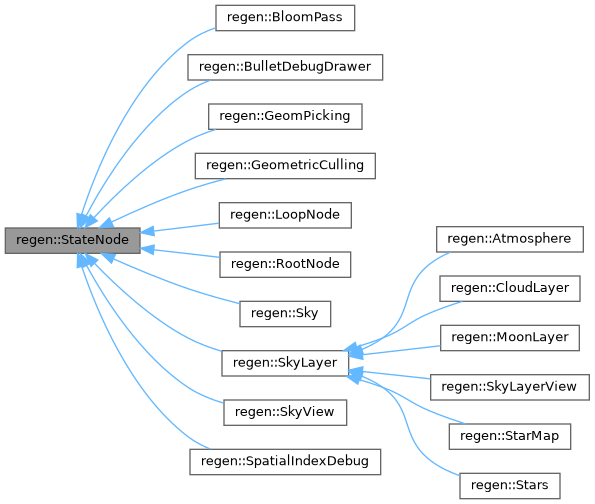 regen::BloomPass
regen::BulletDebugDrawer
regen::GeomPicking
regen::GeometricCulling
regen::LoopNode
regen::StateNode
regen::Atmosphere
regen::RootNode
regen::CloudLayer
regen::Sky
regen::MoonLayer
regen::SkyLayer
regen::SkyLayerView
regen::SkyView
regen::StarMap
regen::SpatialIndexDebug
regen::Stars